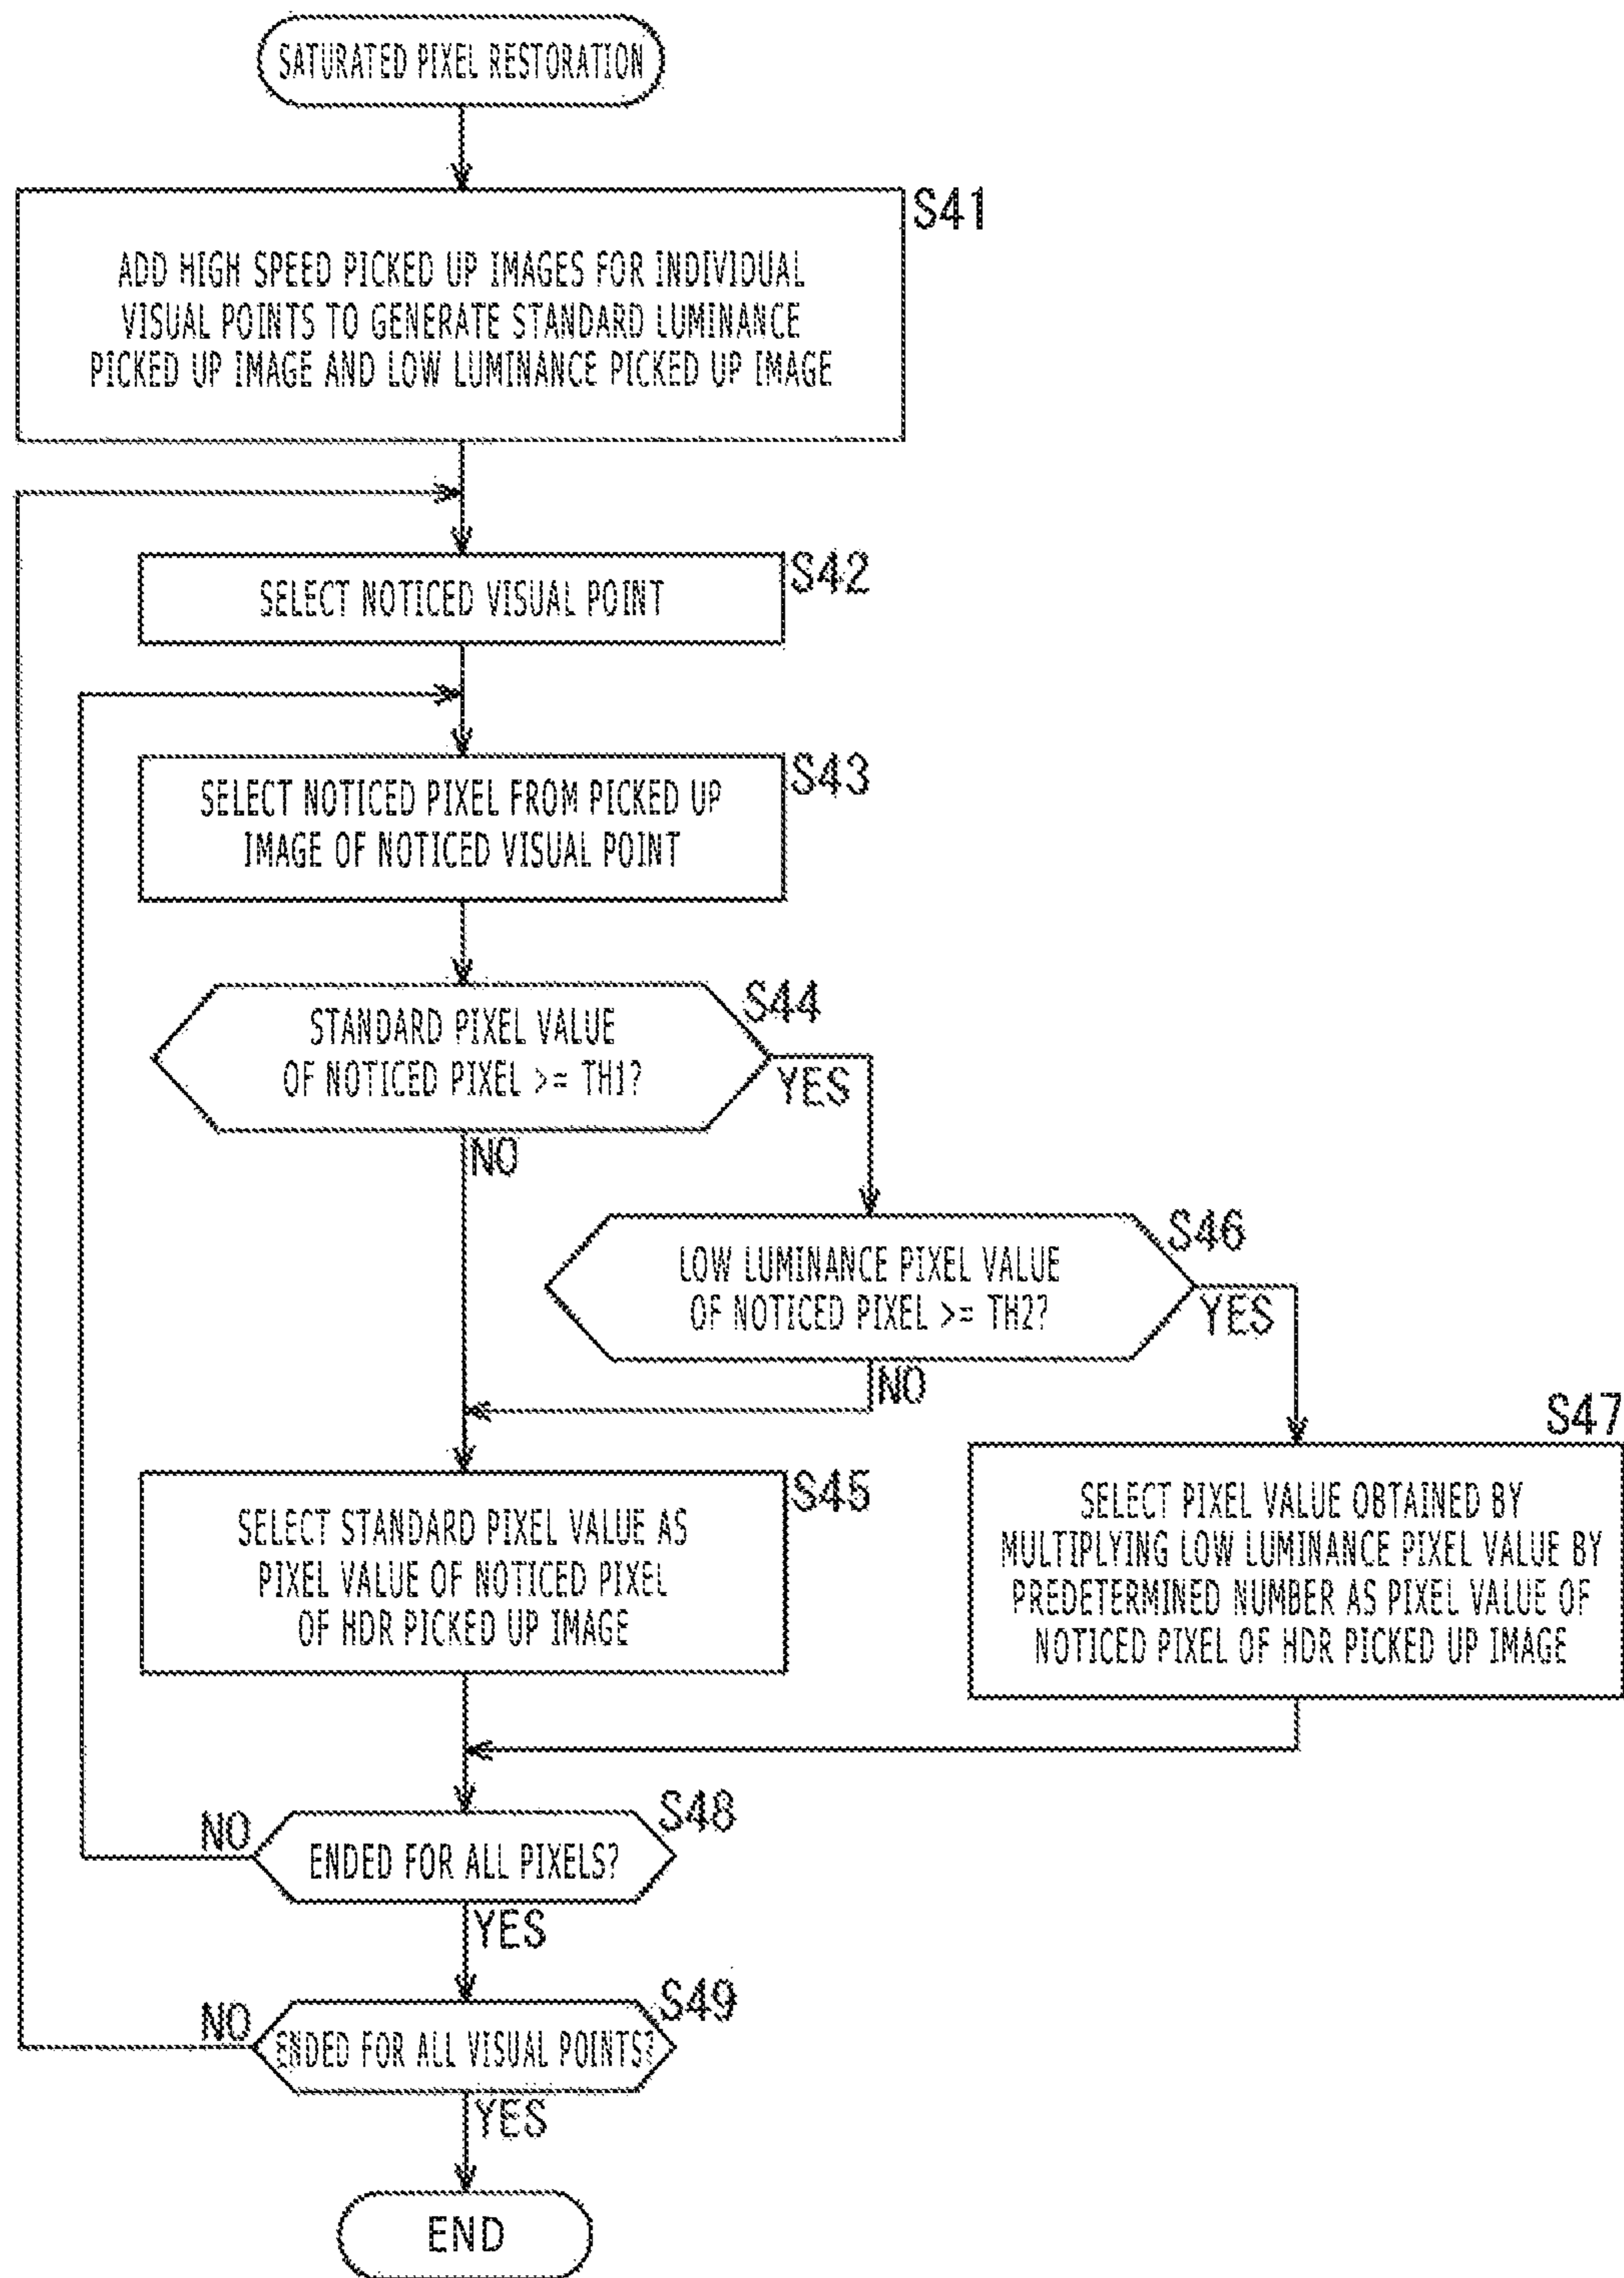 SATURATED PIXEL RESTORATION
S41
ADD HIGH SPEED PICKED UP IMAGES FOR INDIVIDUAL
VISUAL POINTS TO GENERATE STANDARD LUMINANCE
PICKED UP IMAGE AND LOW LUMINANCE PICKED UP IMAGE
S42
SELECT NOTICED VISUAL POINT
S43
SELECT NOTICED PIXEL FROM PICKED UP
IMAGE OF NOTICED VISUAL POINT
S44
STANDARD PIXEL VALUE
OF NOTICED PIXEL >= TH1?
YES
NO
S46
LOW LUMINANCE PIXEL VALUE
OF NOTICED PIXEL >= TH2?
YES
NO
S47
SELECT PIXEL VALUE OBTAINED BY
MULTIPLYING LOW LUMINANCE PIXEL VALUE BY
PREDETERMINED NUMBER AS PIXEL VALUE OF
NOTICED PIXEL OF HDR PICKED UP IMAGE
S45
SELECT STANDARD PIXEL VALUE AS
PIXEL VALUE OF NOTICED PIXEL
OF HDR PICKED UP IMAGE
S48
NO
ENDED FOR ALL PIXELS?
YES
S49
NO
ENDED FOR ALL VISUAL POINTS?
YES
END